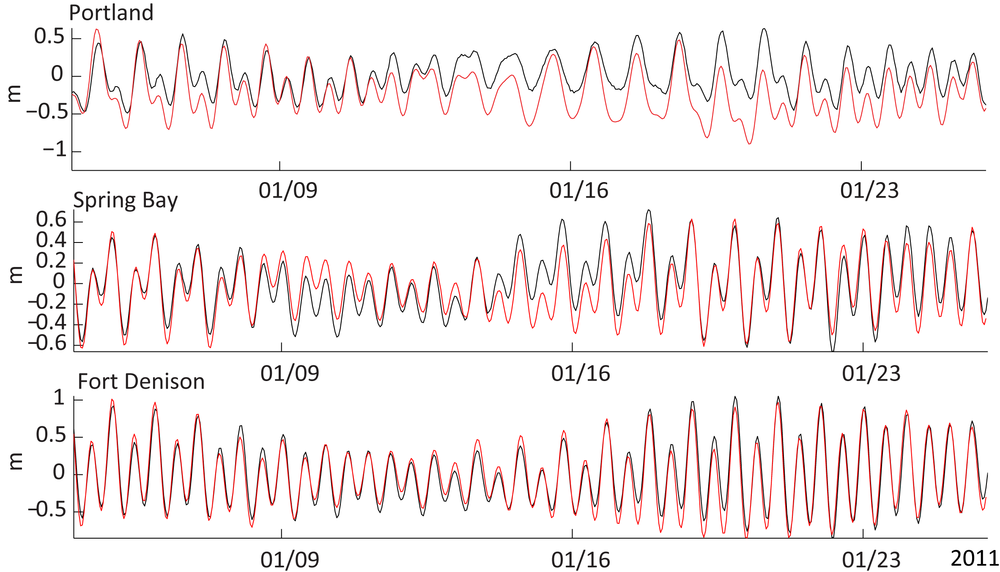 Portland
0.5
0
−0.5
−1
m
01/09 01/16 01/23
Spring Bay
0.6
0.4
0.2
0
−0.2
−0.4
−0.6
m
01/09 01/16 01/23
Fort Denison
1
0.5
0
−0.5
m
01/09 01/16 01/23 2011